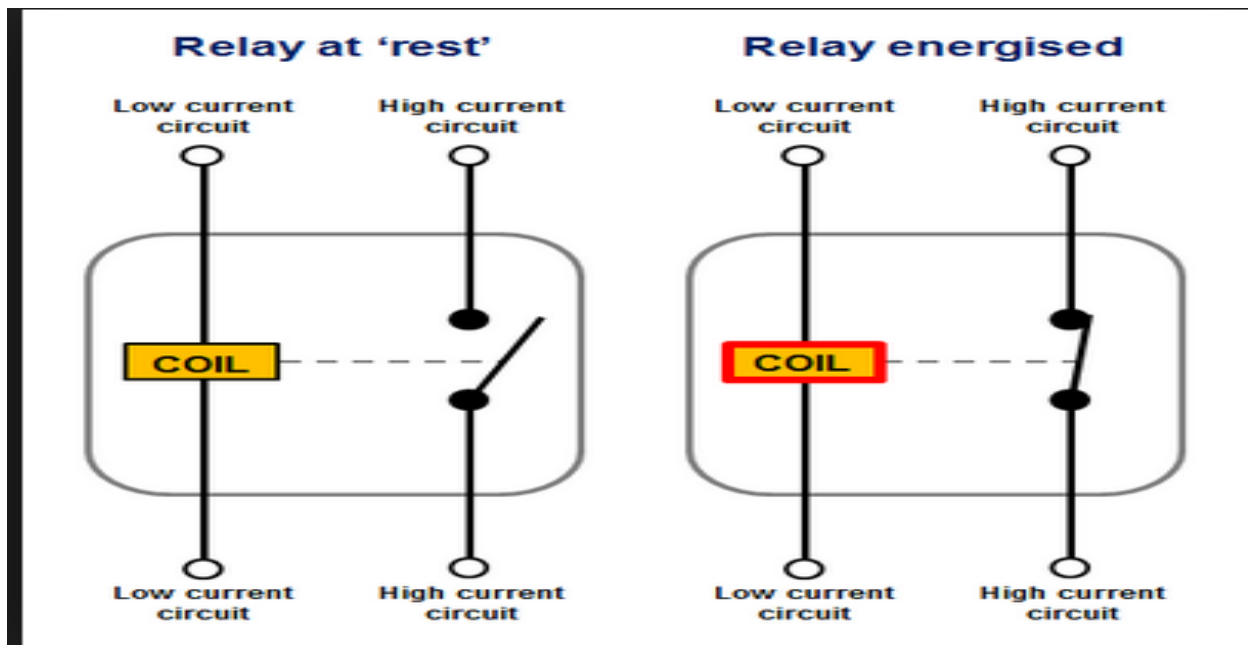 Relay at ‘rest’
Low current
circuit
High current
circuit
COIL
Low current
circuit
High current
circuit
Relay energised
Low current
circuit
High current
circuit
COIL
Low current
circuit
High current
circuit